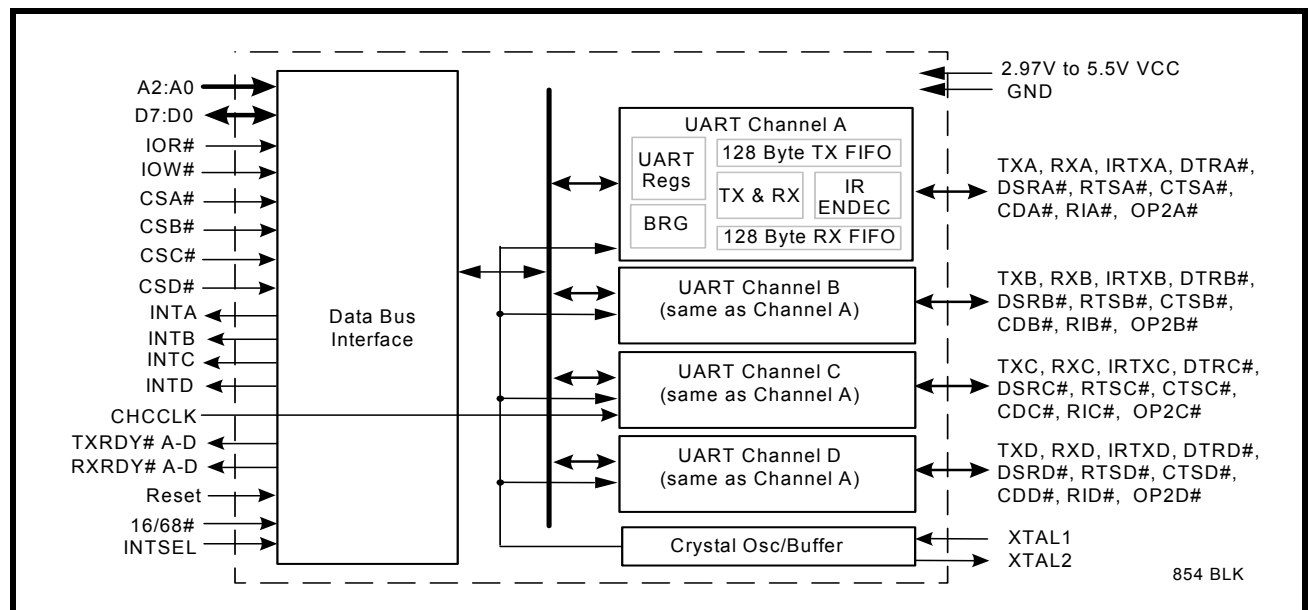 A2:A0
D7:D0
IOR#
IOW#
CSA#
CSB#
CSC#
CSD#
INTA
INTB
INTC
INTD
CHCCLK
TXRDY# A-D
RXRDY# A-D
Reset
16/68#
INTSEL
Data Bus
Interface
UART Channel A
UART
Regs
BRG
128 Byte TX FIFO
TX & RX
IR
ENDEC
128 Byte RX FIFO
UART Channel B
(same as Channel A)
UART Channel C
(same as Channel A)
UART Channel D
(same as Channel A)
Crystal Osc/Buffer
2.97V to 5.5V VCC
GND
TXA, RXA, IRTXA, DTRA#,
DSRA#, RTSA#, CTSA#,
CDA#, RIA#, OP2A#
TXB, RXB, IRTXB, DTRB#,
DSRB#, RTSB#, CTSB#,
CDB#, RIB#, OP2B#
TXC, RXC, IRTXC, DTRC#,
DSRC#, RTSC#, CTSC#,
CDC#, RIC#, OP2C#
TXD, RXD, IRTXD, DTRD#,
DSRD#, RTSD#, CTSD#,
CDD#, RID#, OP2D#
XTAL1
XTAL2
854 BLK